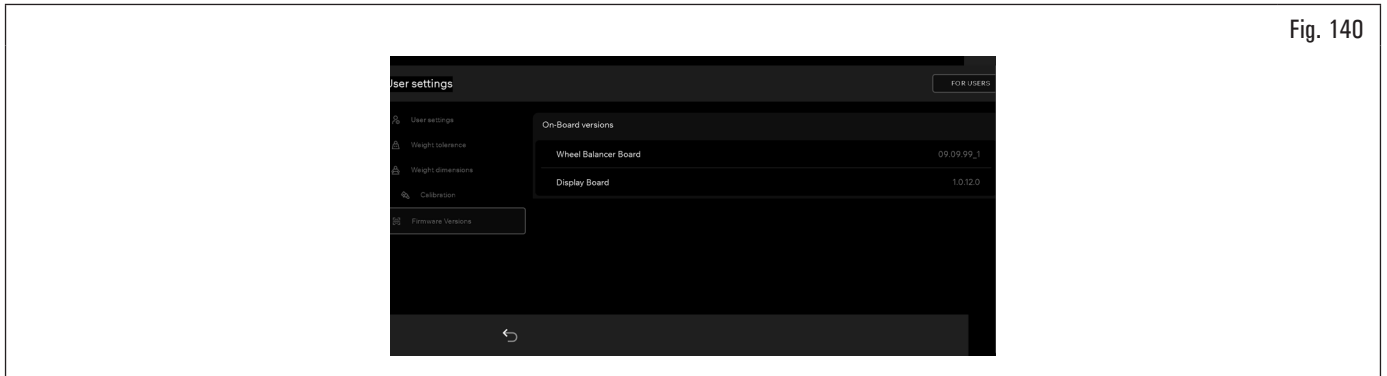 Fig. 140
User settings
FOR USERS
User settings
Weight tolerence
Weight dimensions
Calibration
Firmware Versions
On-Board versions
Wheel Balancer Board 09.09.99_1
Display Board 1.0.12.0